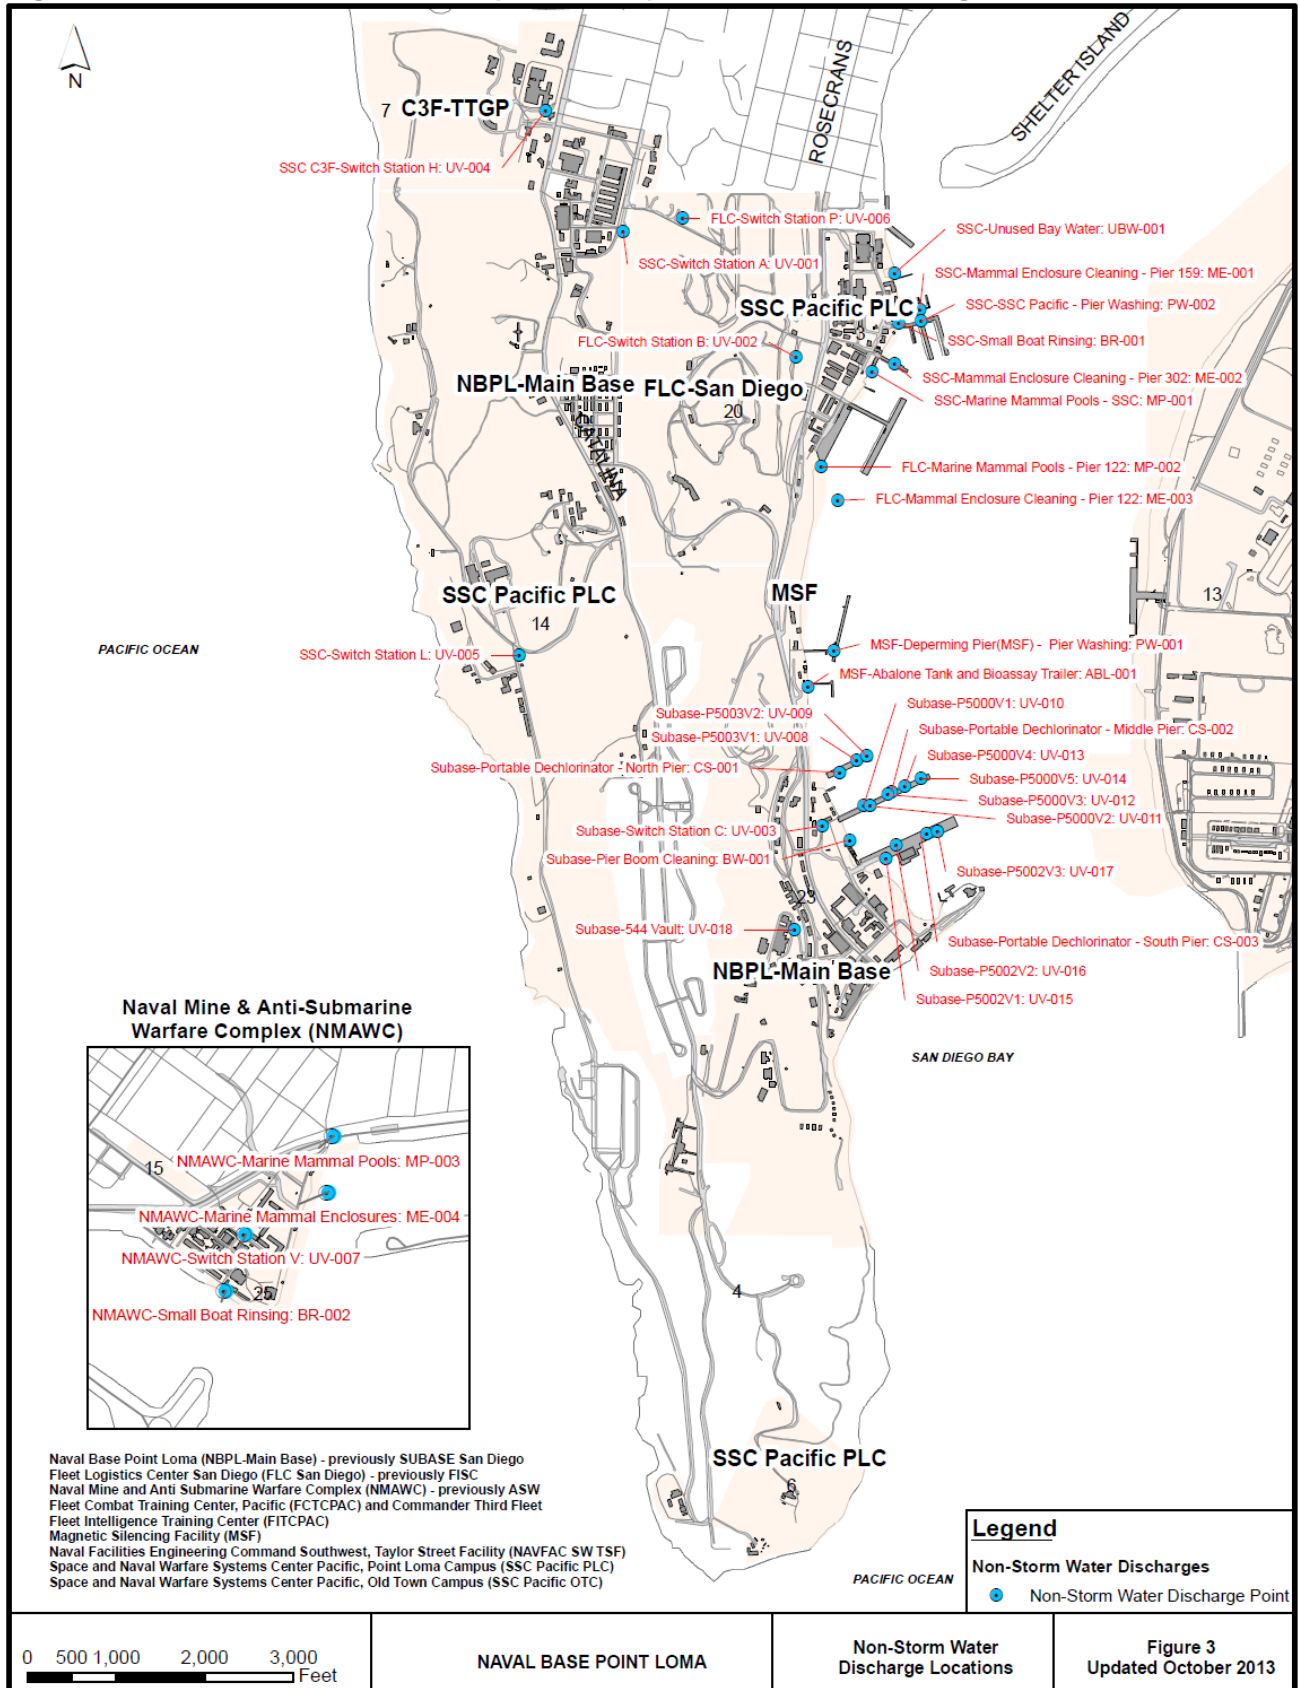 N
7
C3F-TTGP
SSC C3F-Switch Station H: UV-004
ROSECRANS
SHELTER ISLAND
FLC-Switch Station P: UV-006
SSC-Switch Station A: UV-001
SSC-Unused Bay Water: UBW-001
SSC-Mammal Enclosure Cleaning - Pier 159: ME-001
SSC Pacific PLC
SSC-SSC Pacific - Pier Washing: PW-002
3
FLC-Switch Station B: UV-002
SSC-Small Boat Rinsing: BR-001
NBPL-Main Base
FLC-San Diego
SSC-Mammal Enclosure Cleaning - Pier 302: ME-002
20
SSC-Marine Mammal Pools - SSC: MP-001
CATALINA
FLC-Marine Mammal Pools - Pier 122: MP-002
FLC-Mammal Enclosure Cleaning - Pier 122: ME-003
SSC Pacific PLC
MSF
13
14
PACIFIC OCEAN
SSC-Switch Station L: UV-005
MSF-Deperming Pier(MSF) - Pier Washing: PW-001
MSF-Abalone Tank and Bioassay Trailer: ABL-001
Subase-P5000V1: UV-010
Subase-P5003V2: UV-009
Subase-Portable Dechlorinator - Middle Pier: CS-002
Subase-P5003V1: UV-008
Subase-P5000V4: UV-013
Subase-Portable Dechlorinator - North Pier: CS-001
Subase-P5000V5: UV-014
Subase-P5000V3: UV-012
Subase-P5000V2: UV-011
Subase-Switch Station C: UV-003
Subase-Pier Boom Cleaning: BW-001
Subase-P5002V3: UV-017
23
Subase-544 Vault: UV-018
Subase-Portable Dechlorinator - South Pier: CS-003
NBPL-Main Base
Subase-P5002V2: UV-016
Subase-P5002V1: UV-015
SAN DIEGO BAY
Naval Mine & Anti-Submarine
Warfare Complex (NMAWC)
15
NMAWC-Marine Mammal Pools: MP-003
NMAWC-Marine Mammal Enclosures: ME-004
NMAWC-Switch Station V: UV-007
25
NMAWC-Small Boat Rinsing: BR-002
4
SSC Pacific PLC
6
Naval Base Point Loma (NBPL-Main Base) - previously SUBASE San Diego
Fleet Logistics Center San Diego (FLC San Diego) - previously FISC
Naval Mine and Anti Submarine Warfare Complex (NMAWC) - previously ASW
Fleet Combat Training Center, Pacific (FCTCPAC) and Commander Third Fleet
Fleet Intelligence Training Center (FITCPAC)
Magnetic Silencing Facility (MSF)
Naval Facilities Engineering Command Southwest, Taylor Street Facility (NAVFAC SW TSF)
Space and Naval Warfare Systems Center Pacific, Point Loma Campus (SSC Pacific PLC)
Space and Naval Warfare Systems Center Pacific, Old Town Campus (SSC Pacific OTC)
PACIFIC OCEAN
Legend
Non-Storm Water Discharges
Non-Storm Water Discharge Point
0 500 1,000 2,000 3,000
Feet
NAVAL BASE POINT LOMA
Non-Storm Water
Discharge Locations
Figure 3
Updated October 2013